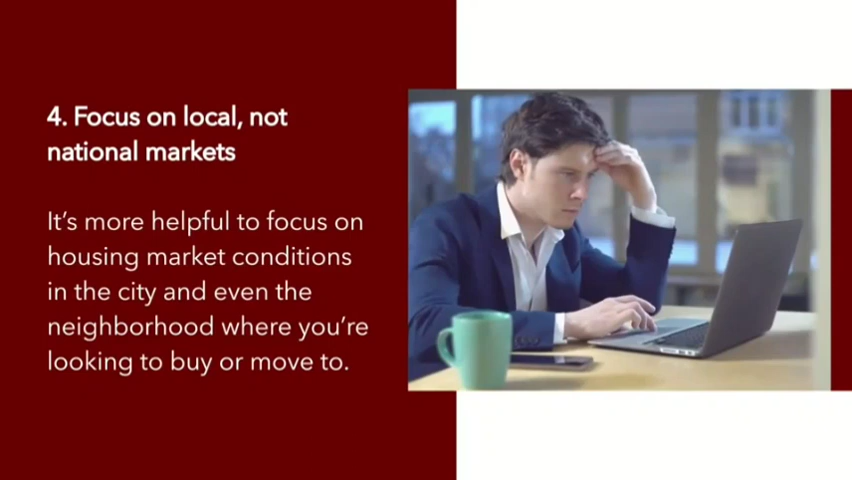 4. Focus on local, not
national markets
It’s more helpful to focus on
housing market conditions
in the city and even the
neighborhood where you’re
looking to buy or move to.